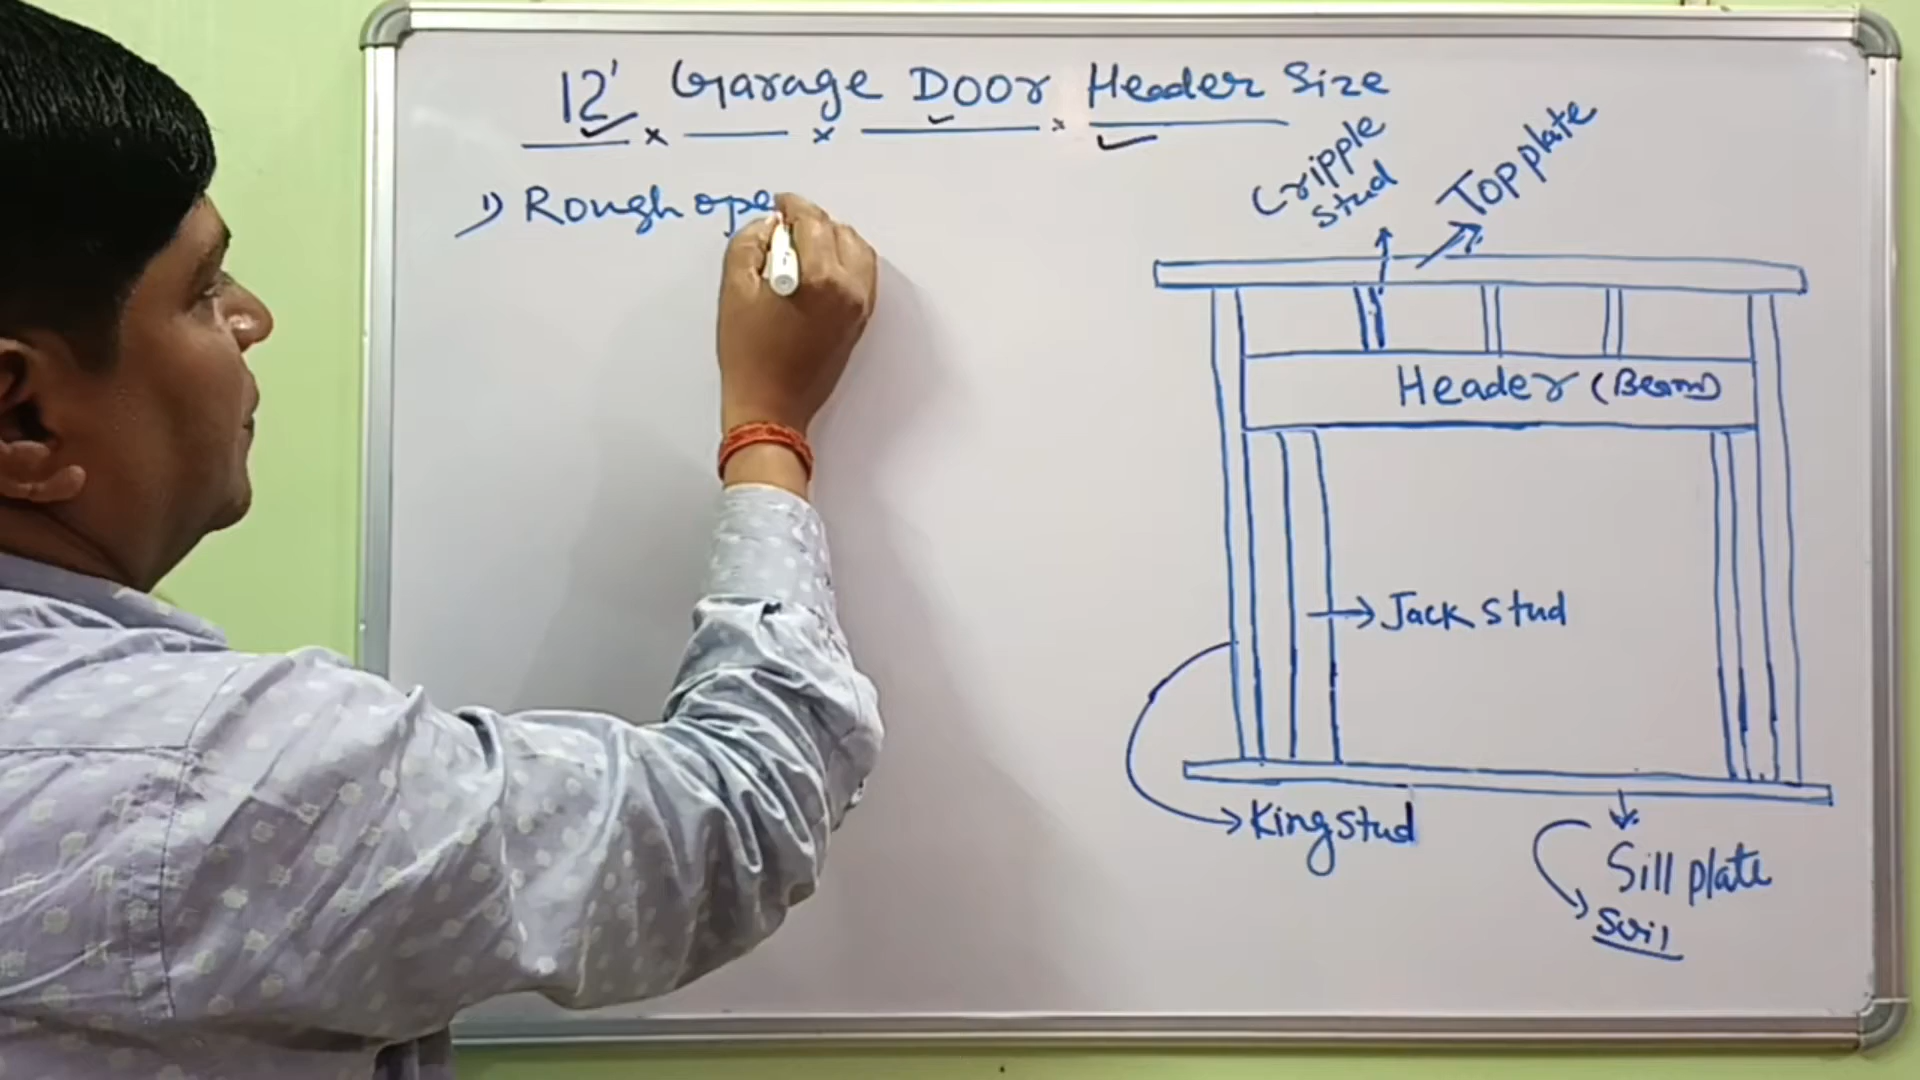 12' Garage Door Header Size
1) Rough ope
Cripple
stud
Top plate
Header (Beam)
Jack stud
King stud
Sill plate
Soil